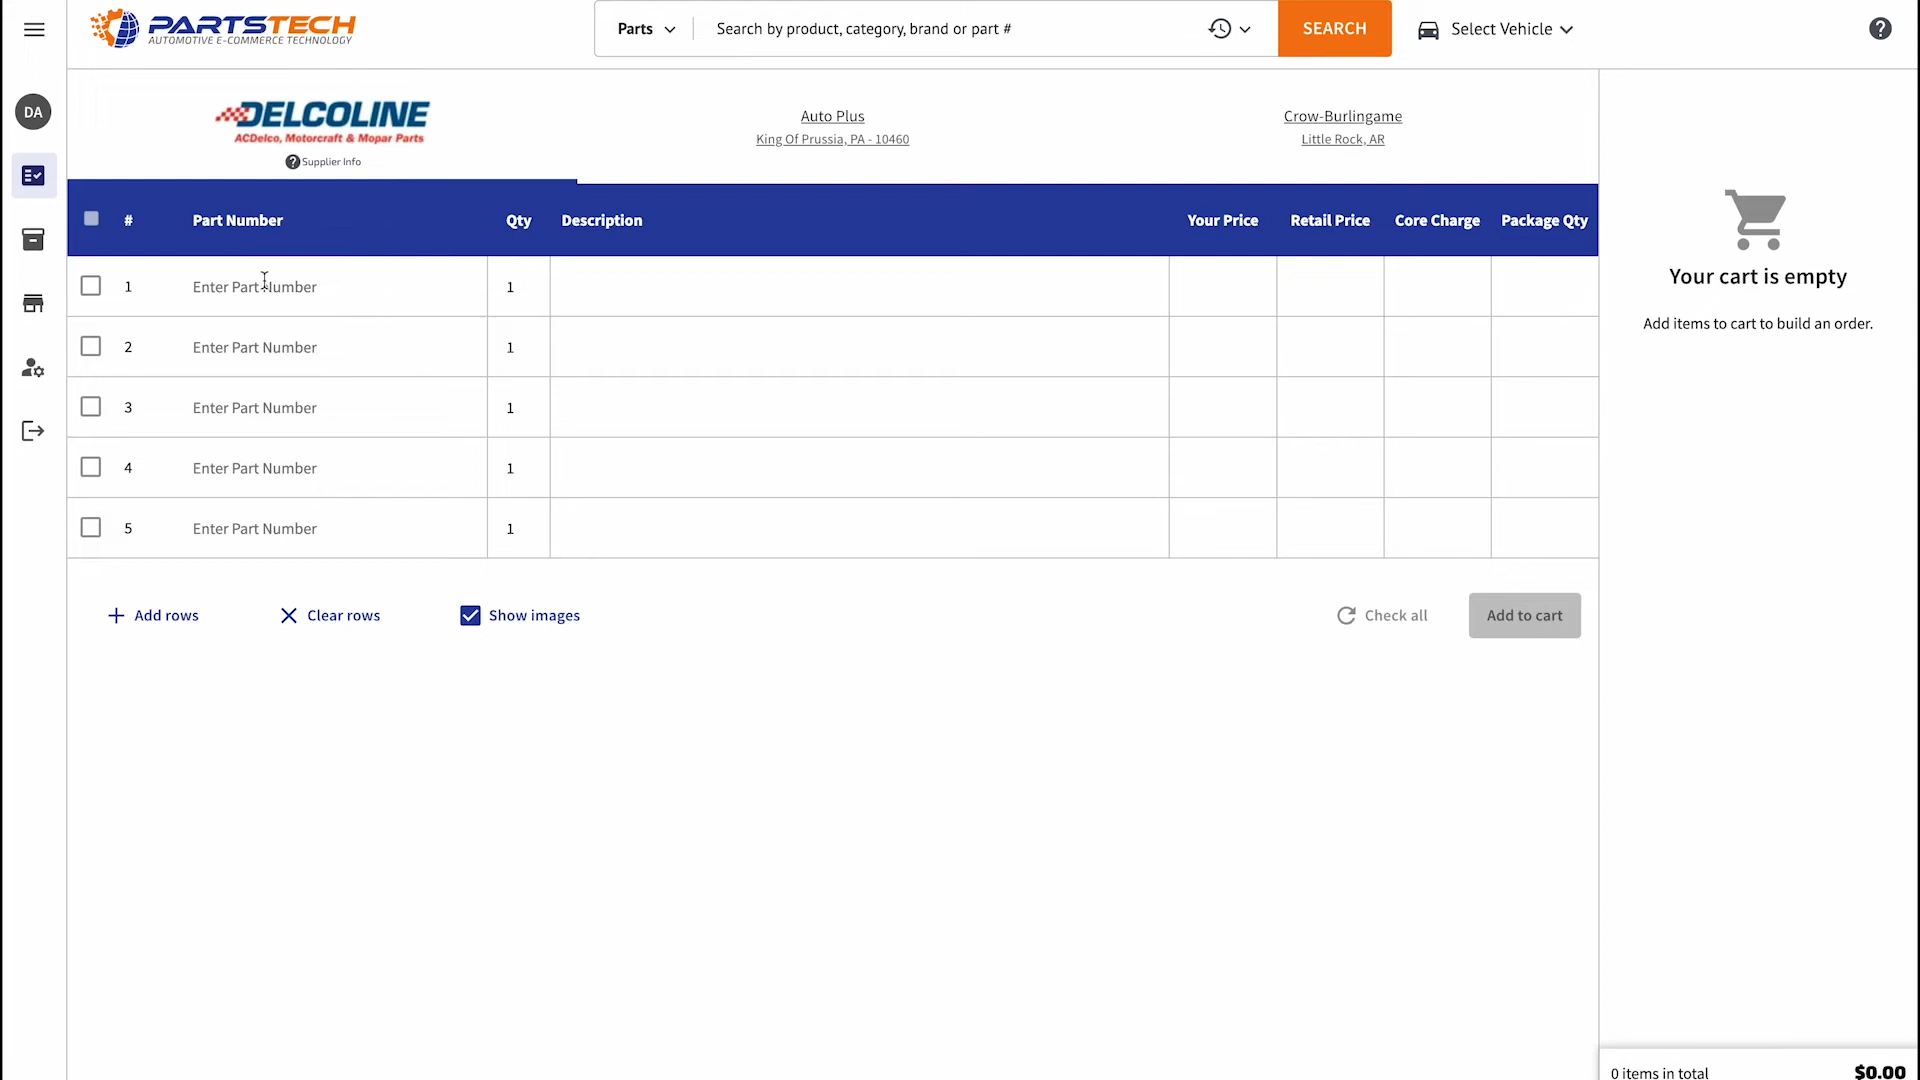 PARTSTECH
AUTOMOTIVE E-COMMERCE TECHNOLOGY
Parts
Search by product, category, brand or part #
SEARCH
Select Vehicle
?
DA
DELCOLINE
ACDelco, Motorcraft & Mopar Parts
? Supplier Info
Auto Plus
King Of Prussia, PA - 10460
Crow-Burlingame
Little Rock, AR
# Part Number Qty Description Your Price Retail Price Core Charge Package Qty
1 Enter Part Number 1
2 Enter Part Number 1
3 Enter Part Number 1
4 Enter Part Number 1
5 Enter Part Number 1
Add rows Clear rows Show images Check all Add to cart
Your cart is empty
Add items to cart to build an order.
0 items in total $0.00